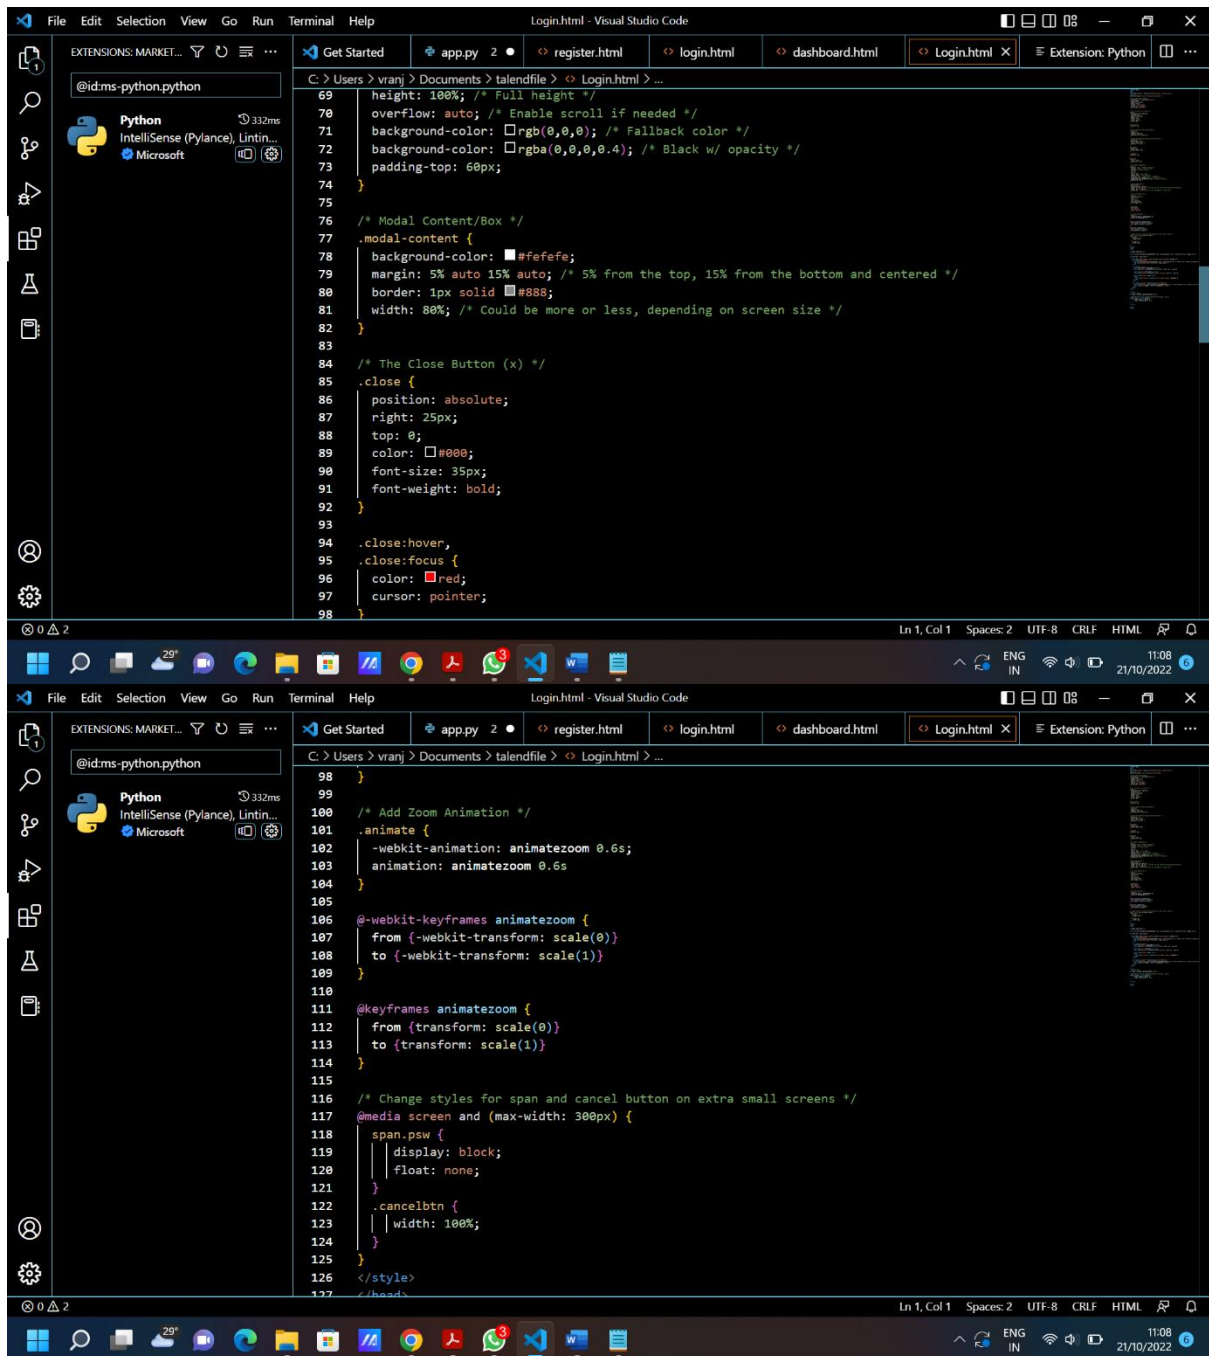 File Edit Selection View Go Run Terminal Help Login.html - Visual Studio Code
EXTENSIONS: MARKET... Get Started app.py 2 register.html login.html dashboard.html Login.html Extension: Python
C: > Users > vranj > Documents > talendfile > Login.html > ...
@id:ms-python.python
Python 332ms
IntelliSense (Pylance), Lintin...
Microsoft
69 height: 100%; /* Full height */
70 overflow: auto; /* Enable scroll if needed */
71 background-color: rgb(0,0,0); /* Fallback color */
72 background-color: rgba(0,0,0,0.4); /* Black w/ opacity */
73 padding-top: 60px;
74 }
75
76 /* Modal Content/Box */
77 .modal-content {
78 background-color: #fefefe;
79 margin: 5% auto 15% auto; /* 5% from the top, 15% from the bottom and centered */
80 border: 1px solid #888;
81 width: 80%; /* Could be more or less, depending on screen size */
82 }
83
84 /* The Close Button (x) */
85 .close {
86 position: absolute;
87 right: 25px;
88 top: 0;
89 color: #000;
90 font-size: 35px;
91 font-weight: bold;
92 }
93
94 .close:hover,
95 .close:focus {
96 color: red;
97 cursor: pointer;
98 }
0 2 Ln 1, Col 1 Spaces: 2 UTF-8 CRLF HTML
29° 3 ENG IN 11:08 21/10/2022 6
File Edit Selection View Go Run Terminal Help Login.html - Visual Studio Code
EXTENSIONS: MARKET... Get Started app.py 2 register.html login.html dashboard.html Login.html Extension: Python
C: > Users > vranj > Documents > talendfile > Login.html > ...
@id:ms-python.python
Python 332ms
IntelliSense (Pylance), Lintin...
Microsoft
98 }
99
100 /* Add Zoom Animation */
101 .animate {
102 -webkit-animation: animatezoom 0.6s;
103 animation: animatezoom 0.6s
104 }
105
106 @-webkit-keyframes animatezoom {
107 from {-webkit-transform: scale(0)}
108 to {-webkit-transform: scale(1)}
109 }
110
111 @keyframes animatezoom {
112 from {transform: scale(0)}
113 to {transform: scale(1)}
114 }
115
116 /* Change styles for span and cancel button on extra small screens */
117 @media screen and (max-width: 300px) {
118 span.psw {
119 display: block;
120 float: none;
121 }
122 .cancelbtn {
123 width: 100%;
124 }
125 }
126 </style>
127 </head>
0 2 Ln 1, Col 1 Spaces: 2 UTF-8 CRLF HTML
29° 3 ENG IN 11:08 21/10/2022 6